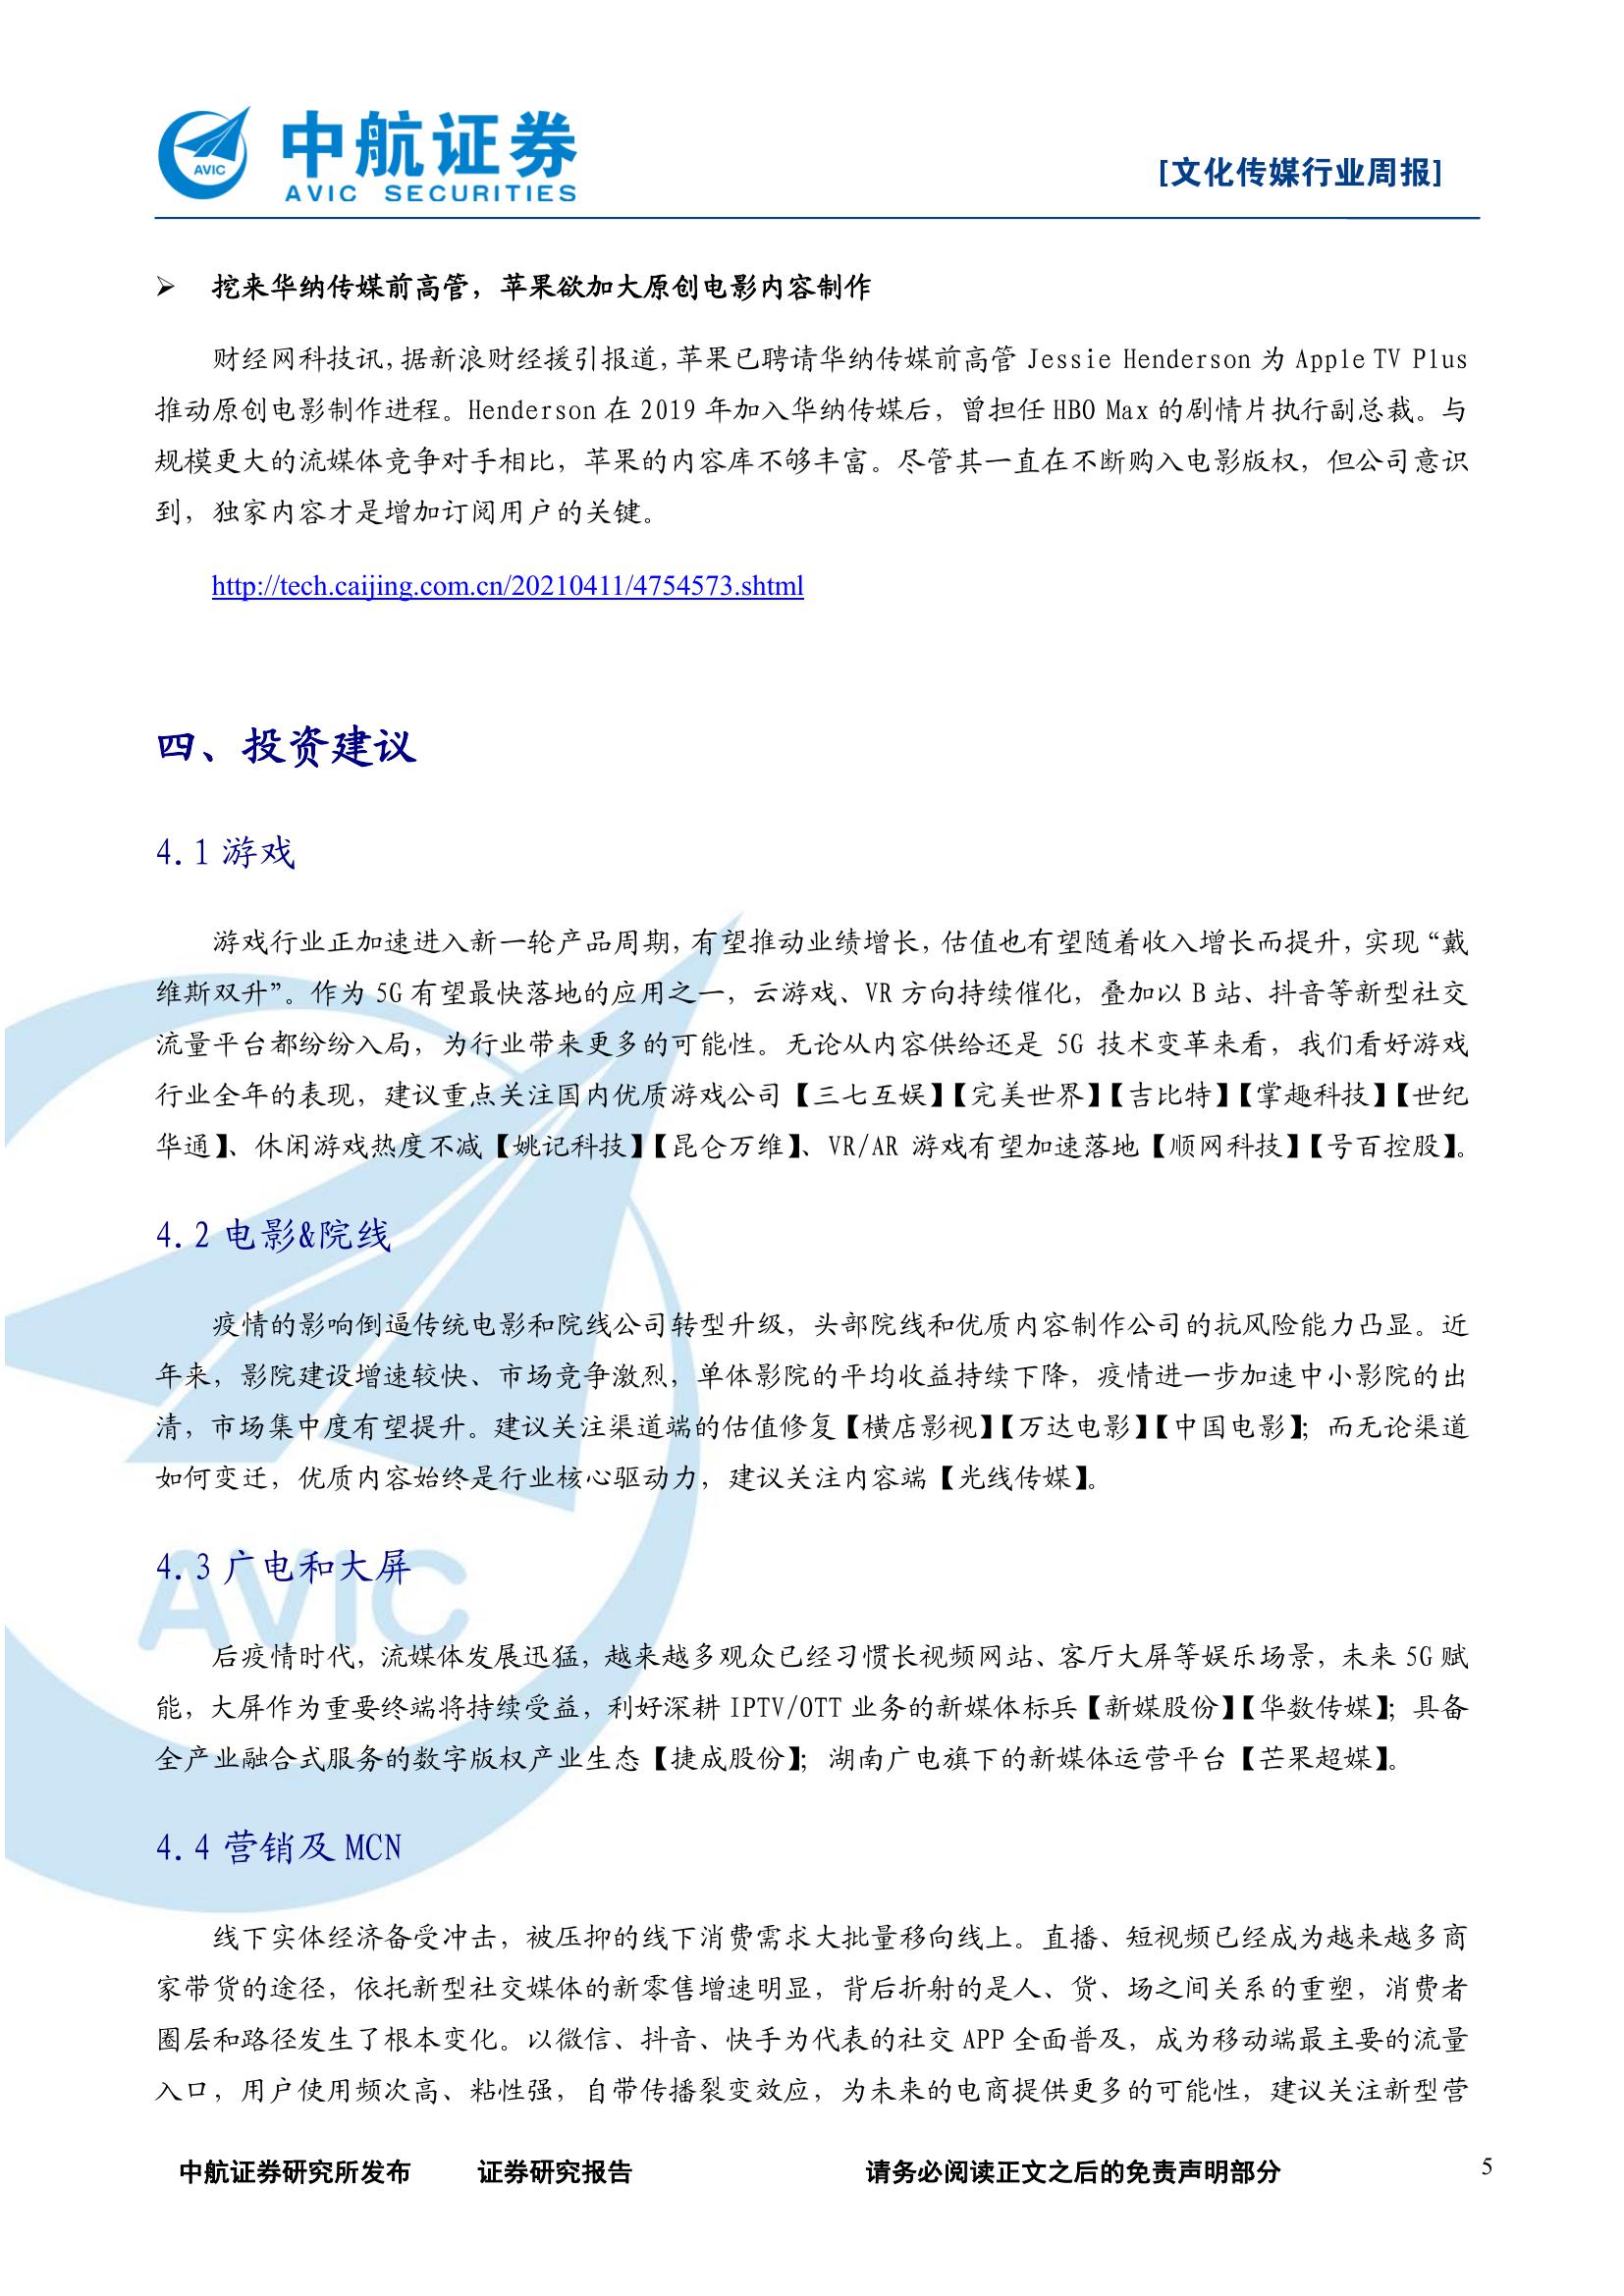 中航证券
AVIC SECURITIES
AVIC
[文化传媒行业周报]
➢ 挖来华纳传媒前高管，苹果欲加大原创电影内容制作
财经网科技讯，据新浪财经援引报道，苹果已聘请华纳传媒前高管 Jessie Henderson 为 Apple TV Plus
推动原创电影制作进程。Henderson 在 2019 年加入华纳传媒后，曾担任 HBO Max 的剧情片执行副总裁。与
规模更大的流媒体竞争对手相比，苹果的内容库不够丰富。尽管其一直在不断购入电影版权，但公司意识
到，独家内容才是增加订阅用户的关键。
http://tech.caijing.com.cn/20210411/4754573.shtml
四、投资建议
4.1 游戏
游戏行业正加速进入新一轮产品周期，有望推动业绩增长，估值也有望随着收入增长而提升，实现“戴
维斯双升”。作为 5G 有望最快落地的应用之一，云游戏、VR 方向持续催化，叠加以 B 站、抖音等新型社交
流量平台都纷纷入局，为行业带来更多的可能性。无论从内容供给还是 5G 技术变革来看，我们看好游戏
行业全年的表现，建议重点关注国内优质游戏公司【三七互娱】【完美世界】【吉比特】【掌趣科技】【世纪
华通】、休闲游戏热度不减【姚记科技】【昆仑万维】、VR/AR 游戏有望加速落地【顺网科技】【号百控股】。
4.2 电影&院线
疫情的影响倒逼传统电影和院线公司转型升级，头部院线和优质内容制作公司的抗风险能力凸显。近
年来，影院建设增速较快、市场竞争激烈，单体影院的平均收益持续下降，疫情进一步加速中小影院的出
清，市场集中度有望提升。建议关注渠道端的估值修复【横店影视】【万达电影】【中国电影】；而无论渠道
如何变迁，优质内容始终是行业核心驱动力，建议关注内容端【光线传媒】。
4.3 广电和大屏
AVIC
后疫情时代，流媒体发展迅猛，越来越多观众已经习惯长视频网站、客厅大屏等娱乐场景，未来 5G 赋
能，大屏作为重要终端将持续受益，利好深耕 IPTV/OTT 业务的新媒体标兵【新媒股份】【华数传媒】；具备
全产业融合式服务的数字版权产业生态【捷成股份】；湖南广电旗下的新媒体运营平台【芒果超媒】。
4.4 营销及 MCN
线下实体经济备受冲击，被压抑的线下消费需求大批量移向线上。直播、短视频已经成为越来越多商
家带货的途径，依托新型社交媒体的新零售增速明显，背后折射的是人、货、场之间关系的重塑，消费者
圈层和路径发生了根本变化。以微信、抖音、快手为代表的社交 APP 全面普及，成为移动端最主要的流量
入口，用户使用频次高、粘性强，自带传播裂变效应，为未来的电商提供更多的可能性，建议关注新型营
中航证券研究所发布 证券研究报告 请务必阅读正文之后的免责声明部分 5